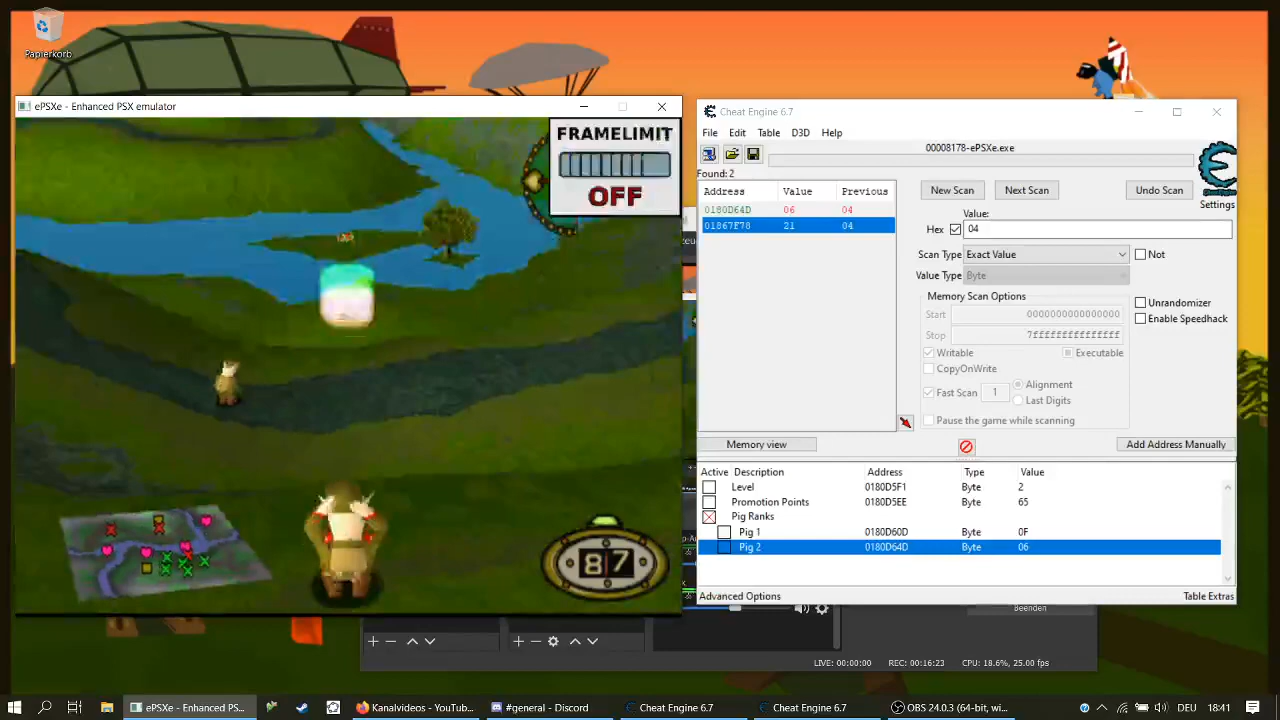 Papierkorb
ePSXe - Enhanced PSX emulator
FRAMELIMIT
OFF
87
Cheat Engine 6.7
File Edit Table D3D Help
00008178-ePSXe.exe
Found: 2
Address Value Previous
0180D64D 06 04
01867F78 21 04
New Scan Next Scan Undo Scan
Settings
Value:
Hex 04
Scan Type Exact Value Not
Value Type Byte
Memory Scan Options
Start 0000000000000000
Stop 7fffffffffffffff
Writable Executable
CopyOnWrite
Fast Scan 1 Alignment
Last Digits
Pause the game while scanning
Unrandomizer
Enable Speedhack
Memory view Add Address Manually
Active Description Address Type Value
Level 0180D5F1 Byte 2
Promotion Points 0180D5EE Byte 65
Pig Ranks
Pig 1 0180D60D Byte 0F
Pig 2 0180D64D Byte 06
Advanced Options Table Extras
Beenden
LIVE: 00:00:00 REC: 00:16:23 CPU: 18.6%, 25.00 fps
ePSXe - Enhanced PS... Kanalvideos - YouTub... #general - Discord Cheat Engine 6.7 Cheat Engine 6.7 OBS 24.0.3 (64-bit, w... DEU 18:41